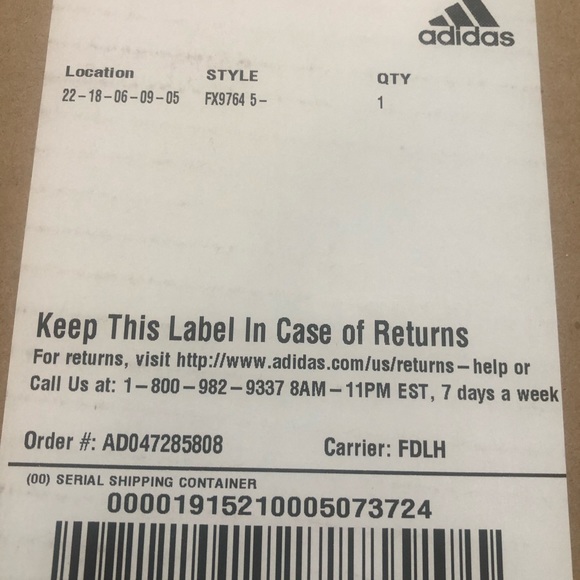 adidas
Location STYLE QTY
22-18-06-09-05 FX9764 5- 1
Keep This Label In Case of Returns
For returns, visit http://www.adidas.com/us/returns-help or
Call Us at: 1-800-982-9337 8AM-11PM EST, 7 days a week
Order #: AD047285808 Carrier: FDLH
(00) SERIAL SHIPPING CONTAINER
00001915210005073724